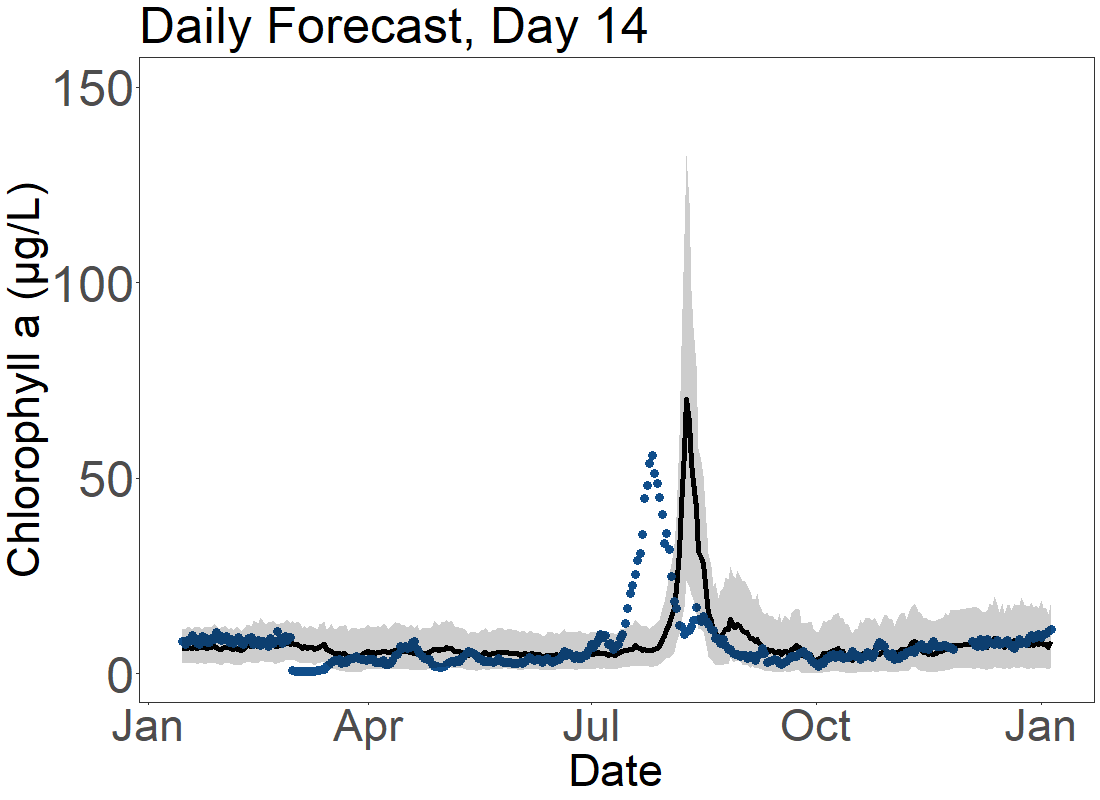 Daily Forecast, Day 14
Chlorophyll a (µg/L)
150
100
50
0
Jan Apr Jul Oct Jan
Date